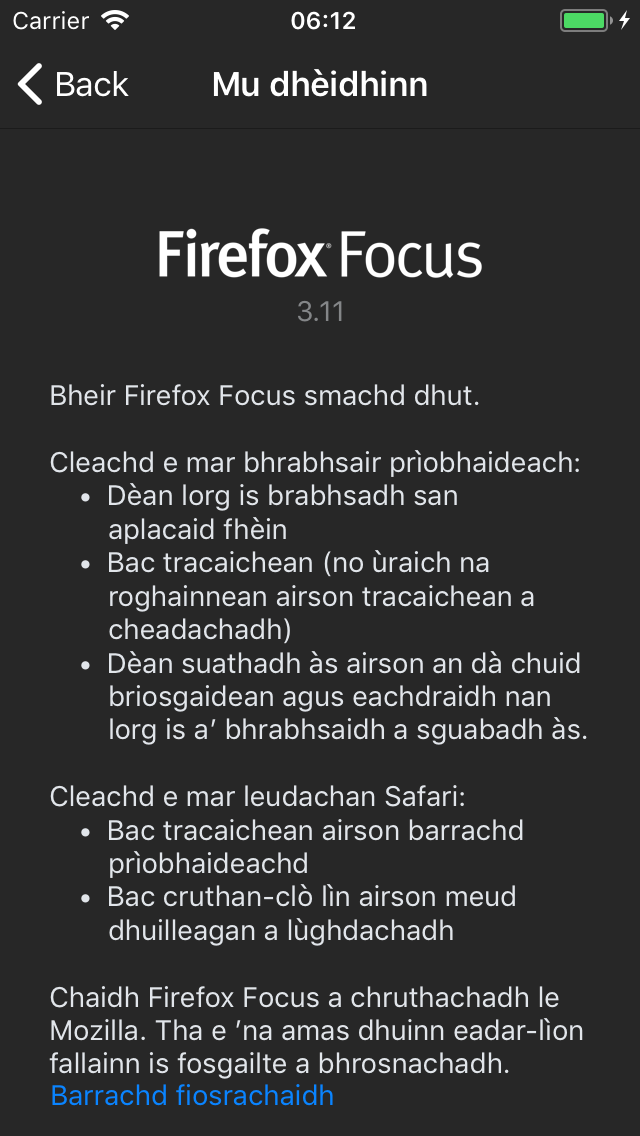 Carrier 06:12
Back Mu dhèidhinn
Firefox Focus
3.11
Bheir Firefox Focus smachd dhut.
Cleachd e mar bhrabhsair prìobhaideach:
• Dèan lorg is brabhsadh san
aplacaid fhèin
• Bac tracaichean (no ùraich na
roghainnean airson tracaichean a
cheadachadh)
• Dèan suathadh às airson an dà chuid
briosgaidean agus eachdraidh nan
lorg is a’ bhrabhsaidh a sguabadh às.
Cleachd e mar leudachan Safari:
• Bac tracaichean airson barrachd
prìobhaideachd
• Bac cruthan-clò lìn airson meud
dhuilleagan a lùghdachadh
Chaidh Firefox Focus a chruthachadh le
Mozilla. Tha e ’na amas dhuinn eadar-lìon
fallainn is fosgailte a bhrosnachadh.
Barrachd fiosrachaidh